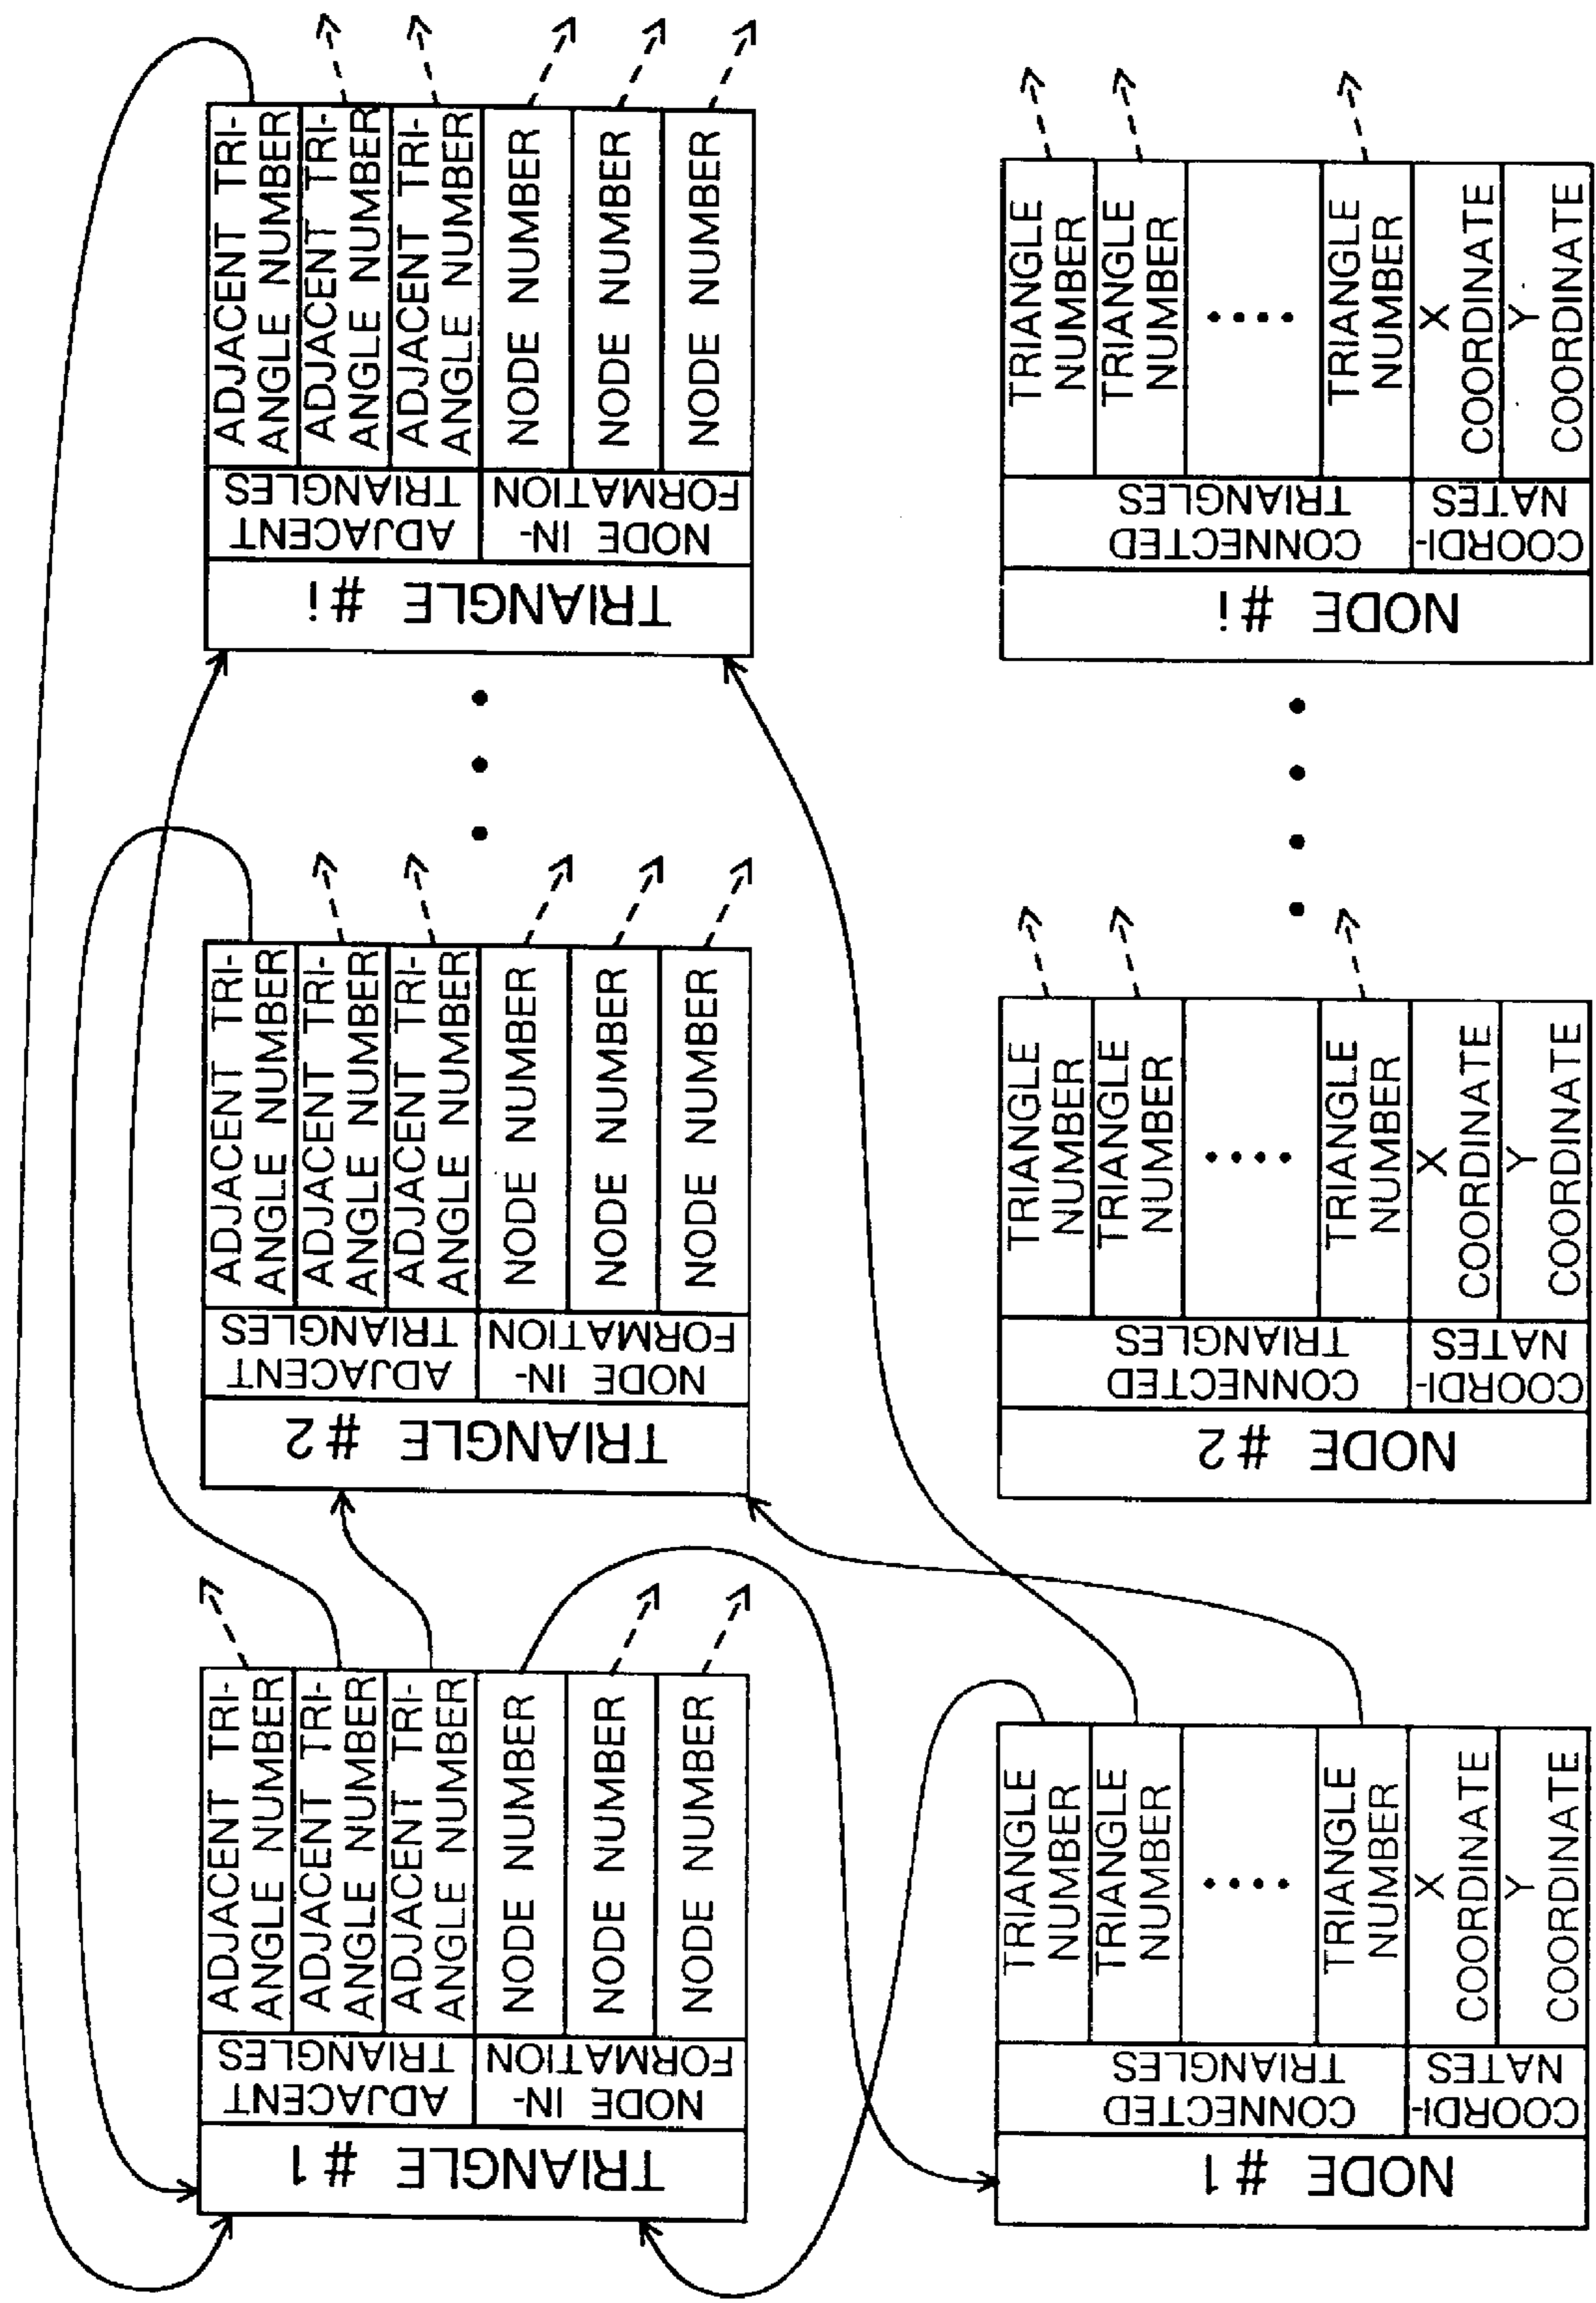 TRIANGLE #1
ADJACENT
TRIANGLES
ADJACENT TRI-
ANGLE NUMBER
ADJACENT TRI-
ANGLE NUMBER
ADJACENT TRI-
ANGLE NUMBER
NODE IN-
FORMATION
NODE NUMBER
NODE NUMBER
NODE NUMBER
TRIANGLE #2
ADJACENT
TRIANGLES
ADJACENT TRI-
ANGLE NUMBER
ADJACENT TRI-
ANGLE NUMBER
ADJACENT TRI-
ANGLE NUMBER
NODE IN-
FORMATION
NODE NUMBER
NODE NUMBER
NODE NUMBER
• • •
TRIANGLE #i
ADJACENT
TRIANGLES
ADJACENT TRI-
ANGLE NUMBER
ADJACENT TRI-
ANGLE NUMBER
ADJACENT TRI-
ANGLE NUMBER
NODE IN-
FORMATION
NODE NUMBER
NODE NUMBER
NODE NUMBER
NODE #1
CONNECTED
TRIANGLES
TRIANGLE
NUMBER
TRIANGLE
NUMBER
••••
TRIANGLE
NUMBER
COORDI-
NATES
X
COORDINATE
Y
COORDINATE
NODE #2
CONNECTED
TRIANGLES
TRIANGLE
NUMBER
TRIANGLE
NUMBER
••••
TRIANGLE
NUMBER
COORDI-
NATES
X
COORDINATE
Y
COORDINATE
• • • •
NODE #i
CONNECTED
TRIANGLES
TRIANGLE
NUMBER
TRIANGLE
NUMBER
••••
TRIANGLE
NUMBER
COORDI-
NATES
X
COORDINATE
Y
COORDINATE